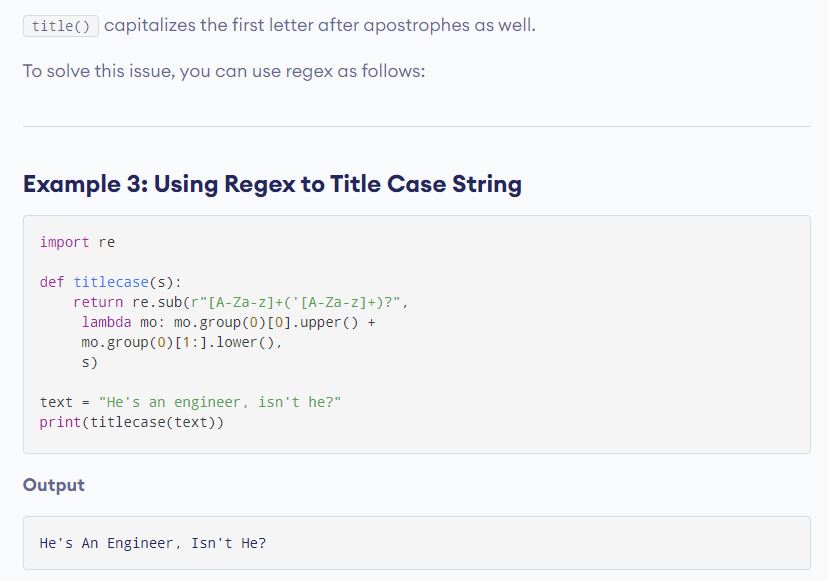 title() capitalizes the first letter after apostrophes as well.
To solve this issue, you can use regex as follows:
Example 3: Using Regex to Title Case String
import re
def titlecase(s):
    return re.sub(r"[A-Za-z]+('[A-Za-z]+)?",
     lambda mo: mo.group(0)[0].upper() +
     mo.group(0)[1:].lower(),
     s)
text = "He's an engineer, isn't he?"
print(titlecase(text))
Output
He's An Engineer, Isn't He?